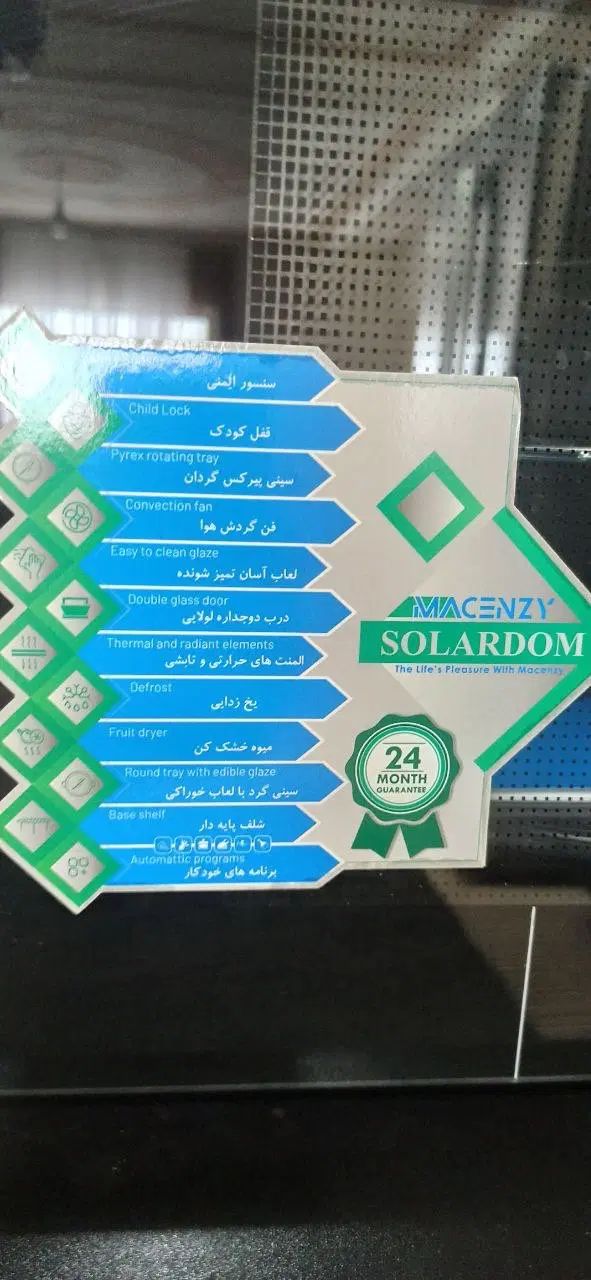 سنسور المنی
Child Lock
قفل کودک
Pyrex rotating tray
سینی پیرکس گردان
Convection fan
فن گردش هوا
Easy to clean glaze
لعاب آسان تمیز شونده
Double glass door
درب دوجداره لولایی
Thermal and radiant elements
المنت های حرارتی و تابشی
Defrost
یخ زدایی
Fruit dryer
میوه خشک کن
Round tray with edible glaze
سینی گرد با لعاب خوراکی
Base shelf
شلف پایه دار
Automattic programs
برنامه های خودکار
MACENZY
SOLARDOM
The Life's Pleasure With Macenzy
24
MONTH
GUARANTEE